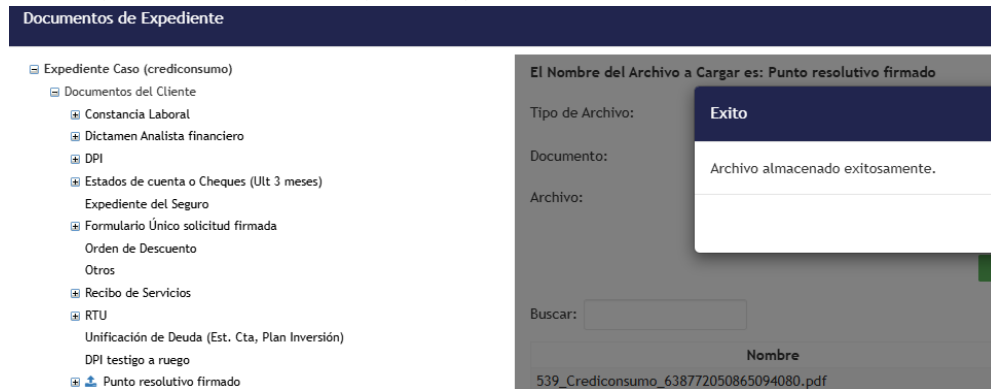 Documentos de Expediente
Expediente Caso (crediconsumo)
Documentos del Cliente
Constancia Laboral
Dictamen Analista financiero
DPI
Estados de cuenta o Cheques (Ult 3 meses)
Expediente del Seguro
Formulario Único solicitud firmada
Orden de Descuento
Otros
Recibo de Servicios
RTU
Unificación de Deuda (Est. Cta, Plan Inversión)
DPI testigo a ruego
Punto resolutivo firmado
El Nombre del Archivo a Cargar es: Punto resolutivo firmado
Tipo de Archivo:
Documento:
Archivo:
Exito
Archivo almacenado exitosamente.
Buscar:
Nombre
539_Crediconsumo_638772050865094080.pdf